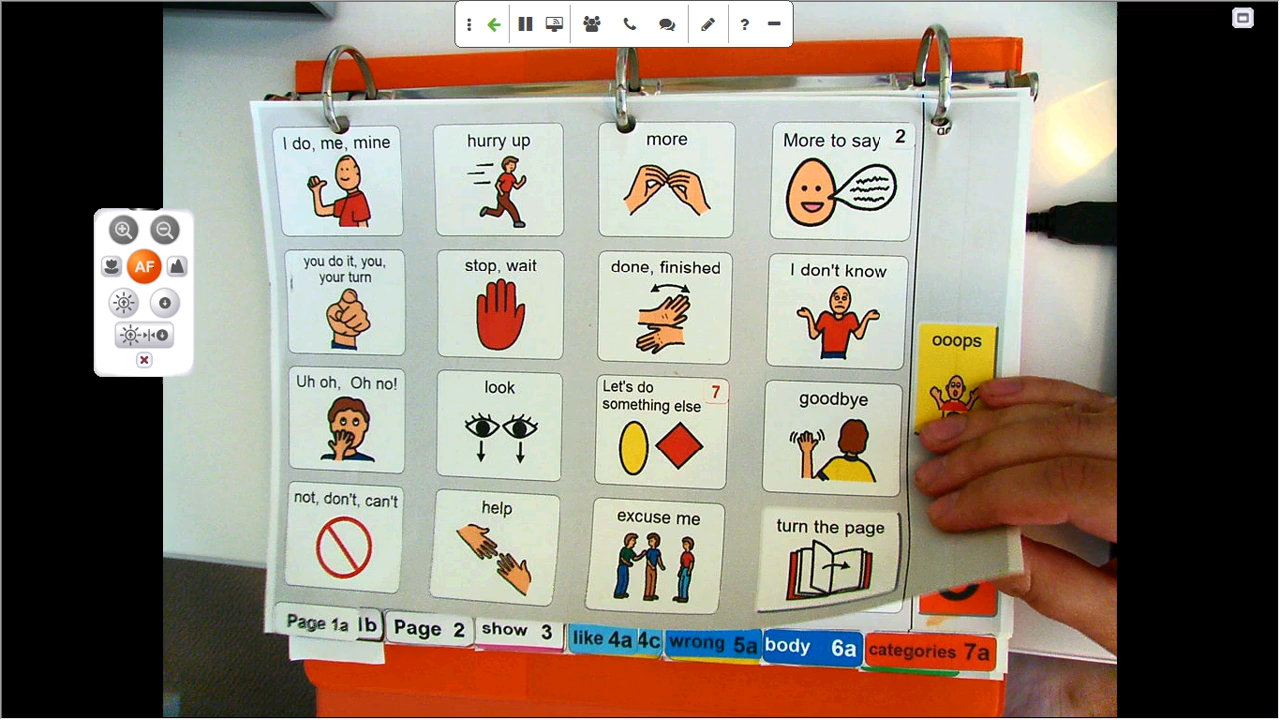 I do, me, mine
hurry up
more
More to say 2
you do it, you,
your turn
stop, wait
done, finished
I don't know
ooops
Uh oh, Oh no!
look
Let's do 7
something else
goodbye
not, don't, can't
help
excuse me
turn the page
Page 1a
Page 2
show 3
like 4a 4c
wrong 5a
body 6a
categories 7a
AF
?